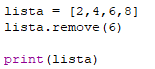 lista = [2,4,6,8]
lista.remove(6)
print(lista)